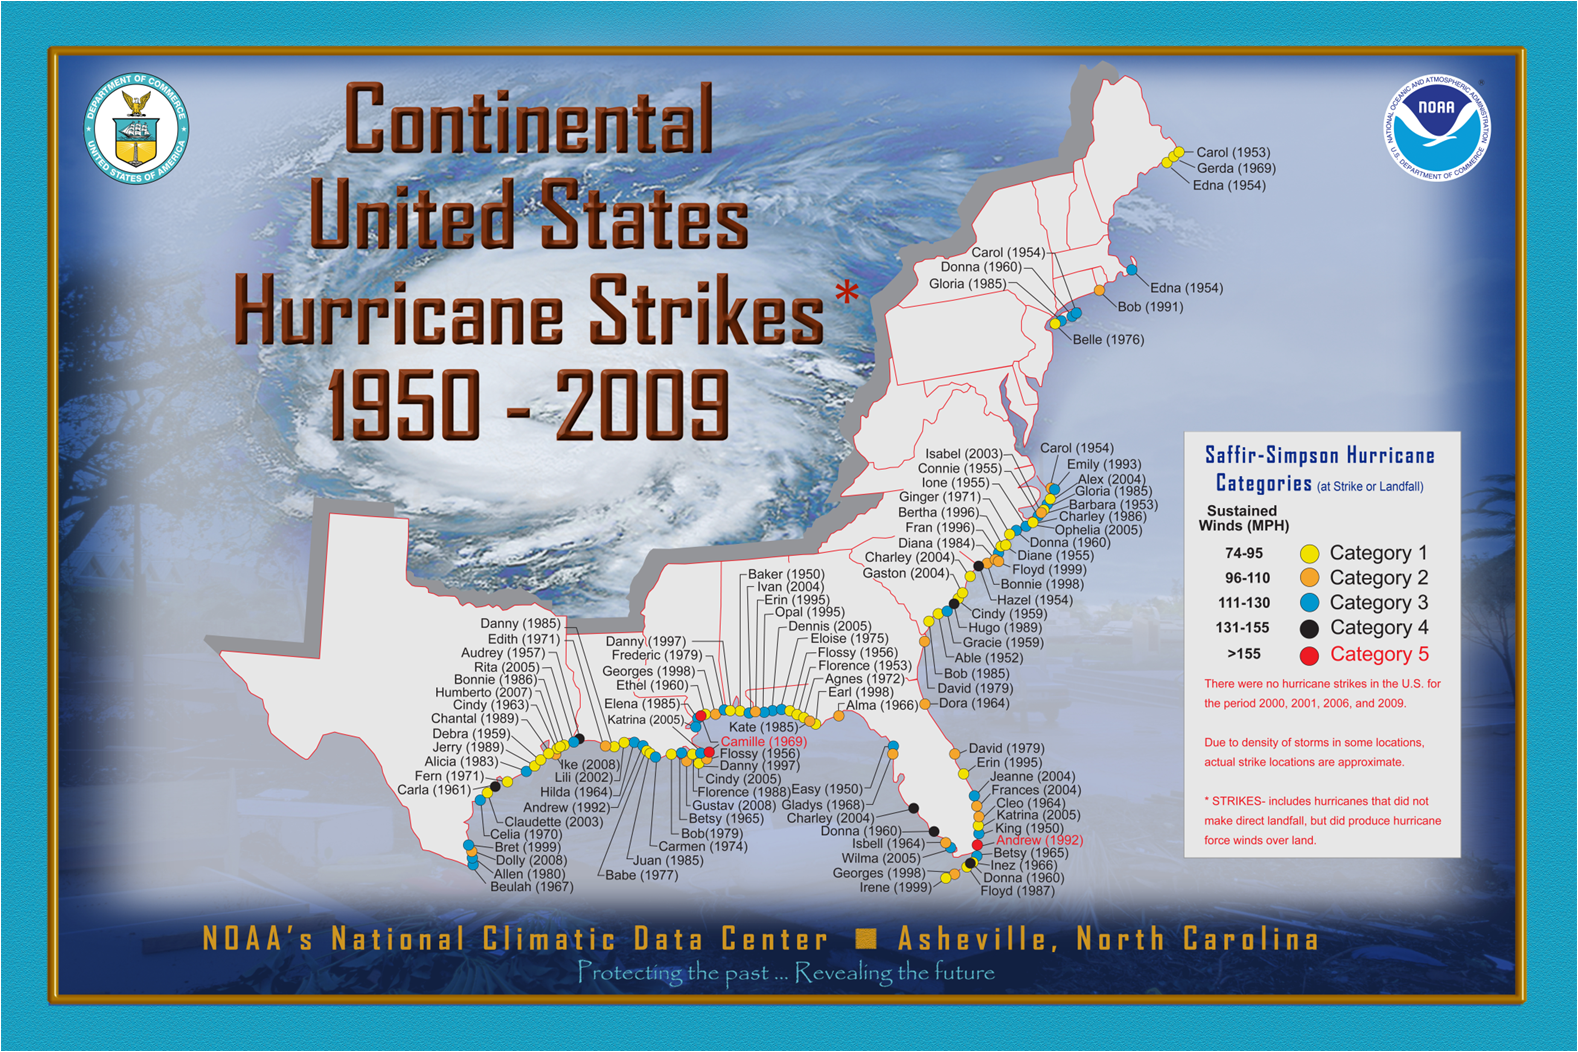 Continental
United States
Hurricane Strikes*
1950 - 2009
DEPARTMENT OF COMMERCE
UNITED STATES OF AMERICA
NATIONAL OCEANIC AND ATMOSPHERIC ADMINISTRATION
U.S. DEPARTMENT OF COMMERCE
NOAA
Carol (1953)
Gerda (1969)
Edna (1954)
Carol (1954)
Donna (1960)
Gloria (1985)
Edna (1954)
Bob (1991)
Belle (1976)
Isabel (2003)
Connie (1955)
Ione (1955)
Ginger (1971)
Bertha (1996)
Fran (1996)
Diana (1984)
Charley (2004)
Gaston (2004)
Carol (1954)
Emily (1993)
Alex (2004)
Gloria (1985)
Barbara (1953)
Charley (1986)
Ophelia (2005)
Donna (1960)
Diane (1955)
Floyd (1999)
Bonnie (1998)
Hazel (1954)
Cindy (1959)
Hugo (1989)
Gracie (1959)
Able (1952)
Bob (1985)
David (1979)
Dora (1964)
Baker (1950)
Ivan (2004)
Erin (1995)
Opal (1995)
Dennis (2005)
Eloise (1975)
Flossy (1956)
Florence (1953)
Agnes (1972)
Earl (1998)
Alma (1966)
Kate (1985)
Danny (1997)
Frederic (1979)
Georges (1998)
Ethel (1960)
Elena (1985)
Katrina (2005)
Danny (1985)
Edith (1971)
Audrey (1957)
Rita (2005)
Bonnie (1986)
Humberto (2007)
Cindy (1963)
Chantal (1989)
Debra (1959)
Jerry (1989)
Alicia (1983)
Fern (1971)
Carla (1961)
Claudette (2003)
Celia (1970)
Bret (1999)
Dolly (2008)
Allen (1980)
Beulah (1967)
Ike (2008)
Lili (2002)
Hilda (1964)
Andrew (1992)
Babe (1977)
Juan (1985)
Carmen (1974)
Bob(1979)
Betsy (1965)
Gustav (2008)
Florence (1988)
Cindy (2005)
Danny (1997)
Flossy (1956)
Camille (1969)
Easy (1950)
Gladys (1968)
Charley (2004)
Donna (1960)
Isbell (1964)
Wilma (2005)
Georges (1998)
Irene (1999)
David (1979)
Erin (1995)
Jeanne (2004)
Frances (2004)
Cleo (1964)
Katrina (2005)
King (1950)
Andrew (1992)
Betsy (1965)
Inez (1966)
Donna (1960)
Floyd (1987)
Saffir-Simpson Hurricane
Categories (at Strike or Landfall)
Sustained
Winds (MPH)
74-95 Category 1
96-110 Category 2
111-130 Category 3
131-155 Category 4
>155 Category 5
There were no hurricane strikes in the U.S. for
the period 2000, 2001, 2006, and 2009.
Due to density of storms in some locations,
actual strike locations are approximate.
* STRIKES- includes hurricanes that did not
make direct landfall, but did produce hurricane
force winds over land.
NOAA's National Climatic Data Center ■ Asheville, North Carolina
Protecting the past ... Revealing the future